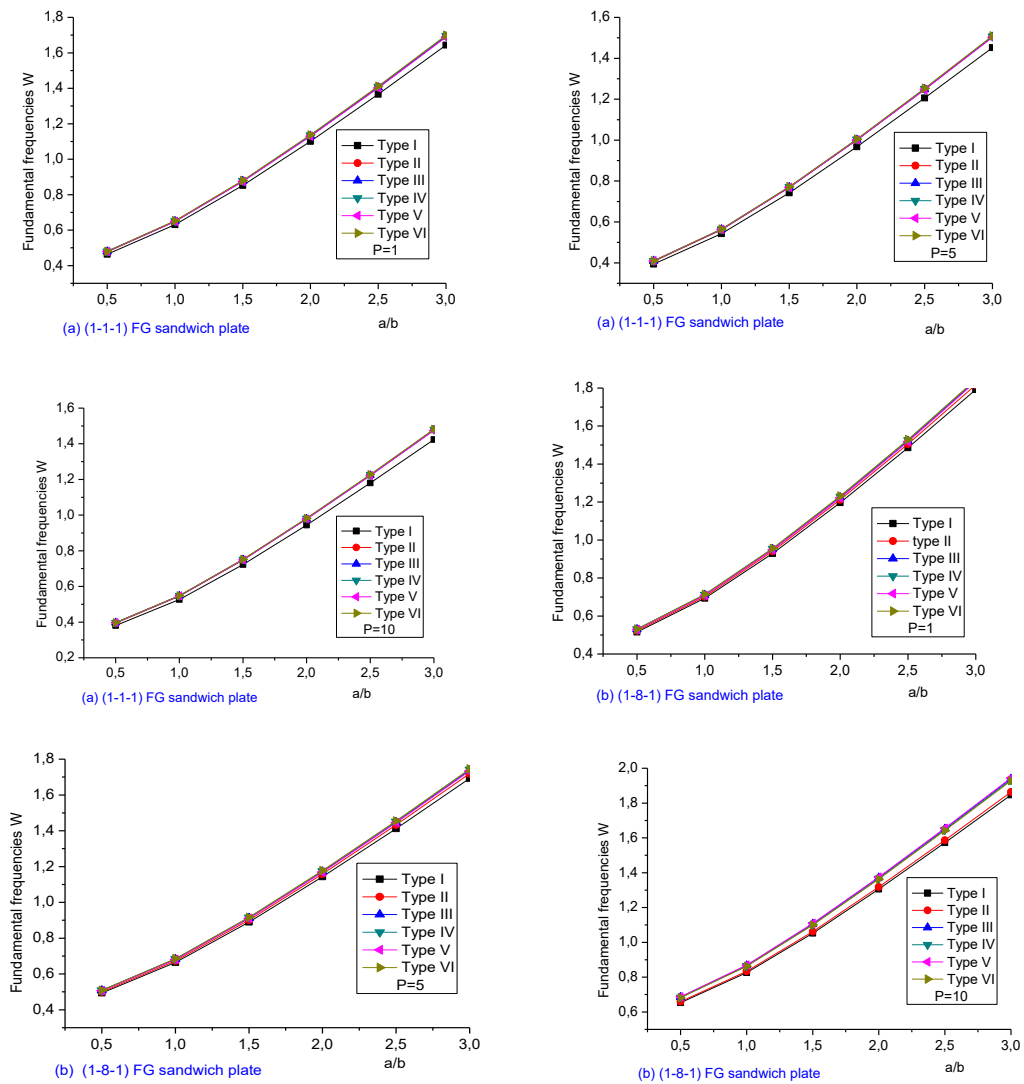 1,8
1,6
1,4
1,2
1,0
0,8
0,6
0,4
Fundamental frequencies W
Type I
Type II
Type III
Type IV
Type V
Type VI
P=1
0,5 1,0 1,5 2,0 2,5 3,0
(a) (1-1-1) FG sandwich plate
a/b
1,6
1,4
1,2
1,0
0,8
0,6
0,4
Fundamental frequencies W
Type I
Type II
Type III
Type IV
Type V
Type VI
P=5
0,5 1,0 1,5 2,0 2,5 3,0
(a) (1-1-1) FG sandwich plate
a/b
1,6
1,4
1,2
1,0
0,8
0,6
0,4
0,2
Fundamental frequencies W
Type I
Type II
Type III
Type IV
Type V
Type VI
P=10
0,5 1,0 1,5 2,0 2,5 3,0
(a) (1-1-1) FG sandwich plate
a/b
1,8
1,6
1,4
1,2
1,0
0,8
0,6
0,4
Fundamental frequencies W
Type I
type II
Type III
Type IV
Type V
Type VI
P=1
0,5 1,0 1,5 2,0 2,5 3,0
(b) (1-8-1) FG sandwich plate
a/b
1,8
1,6
1,4
1,2
1,0
0,8
0,6
0,4
Fundamental frequencies W
Type I
Type II
Type III
Type IV
Type V
Type VI
P=5
0,5 1,0 1,5 2,0 2,5 3,0
a/b
(b) (1-8-1) FG sandwich plate
2,0
1,8
1,6
1,4
1,2
1,0
0,8
0,6
Fundamental frequencies W
Type I
Type II
Type III
Type IV
Type V
Type VI
P=10
0,5 1,0 1,5 2,0 2,5 3,0
a/b
(b) (1-8-1) FG sandwich plate